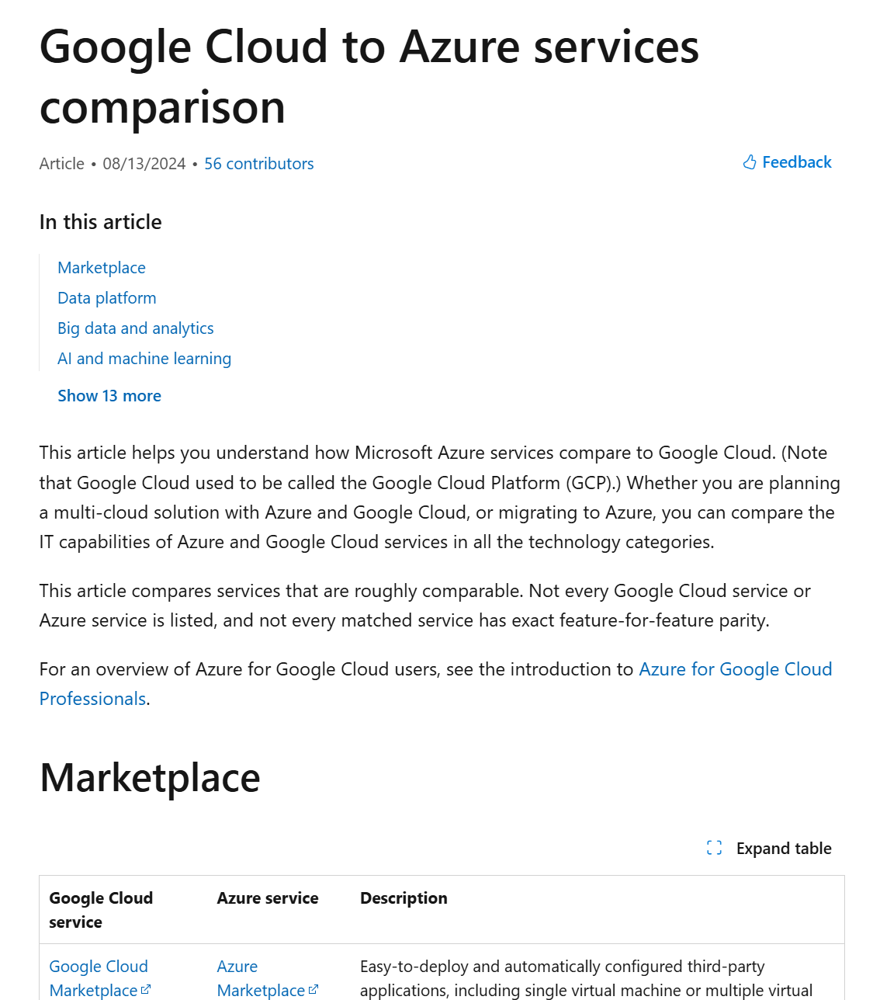 Google Cloud to Azure services
comparison
Article • 08/13/2024 • 56 contributors
Feedback
In this article
Marketplace
Data platform
Big data and analytics
AI and machine learning
Show 13 more
This article helps you understand how Microsoft Azure services compare to Google Cloud. (Note
that Google Cloud used to be called the Google Cloud Platform (GCP).) Whether you are planning
a multi-cloud solution with Azure and Google Cloud, or migrating to Azure, you can compare the
IT capabilities of Azure and Google Cloud services in all the technology categories.
This article compares services that are roughly comparable. Not every Google Cloud service or
Azure service is listed, and not every matched service has exact feature-for-feature parity.
For an overview of Azure for Google Cloud users, see the introduction to Azure for Google Cloud
Professionals.
Marketplace
Expand table
Google Cloud
service
Azure service
Description
Google Cloud
Marketplace
Azure
Marketplace
Easy-to-deploy and automatically configured third-party
applications, including single virtual machine or multiple virtual